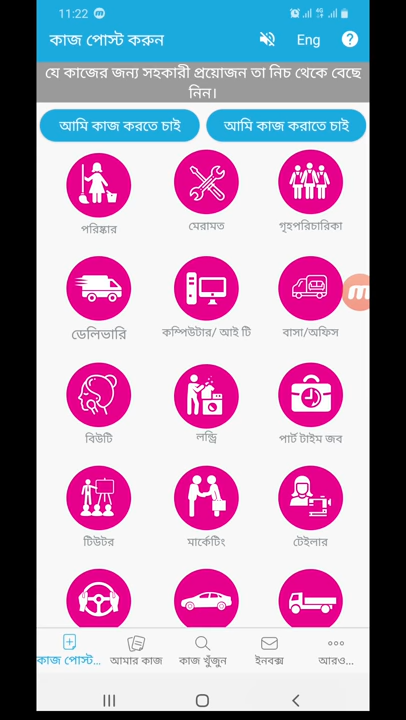 11:22
কাজ পোস্ট করুন
Eng
?
যে কাজের জন্য সহকারী প্রয়োজন তা নিচ থেকে বেছে
নিন।
আমি কাজ করতে চাই
আমি কাজ করাতে চাই
পরিষ্কার
মেরামত
গৃহপরিচারিকা
ডেলিভারি
কম্পিউটার/ আই টি
বাসা/অফিস
বিউটি
লন্ড্রি
পার্ট টাইম জব
টিউটর
মার্কেটিং
টেইলার
কাজ পোস্ট...
আমার কাজ
কাজ খুঁজুন
ইনবক্স
আরও...